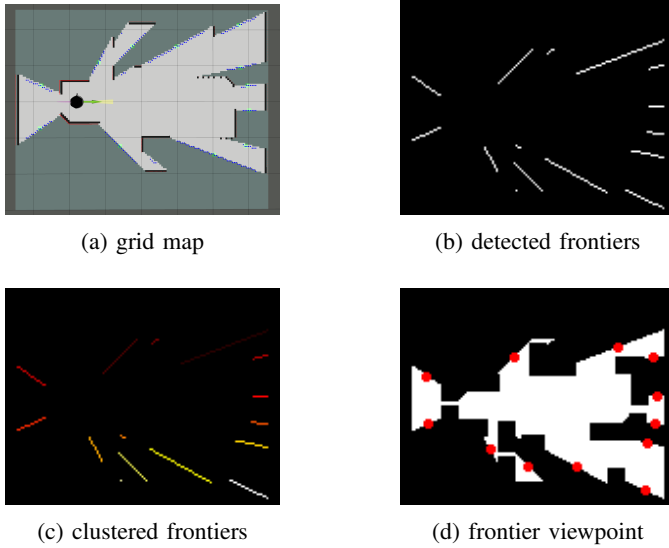 (a) grid map
(b) detected frontiers
(c) clustered frontiers
(d) frontier viewpoint